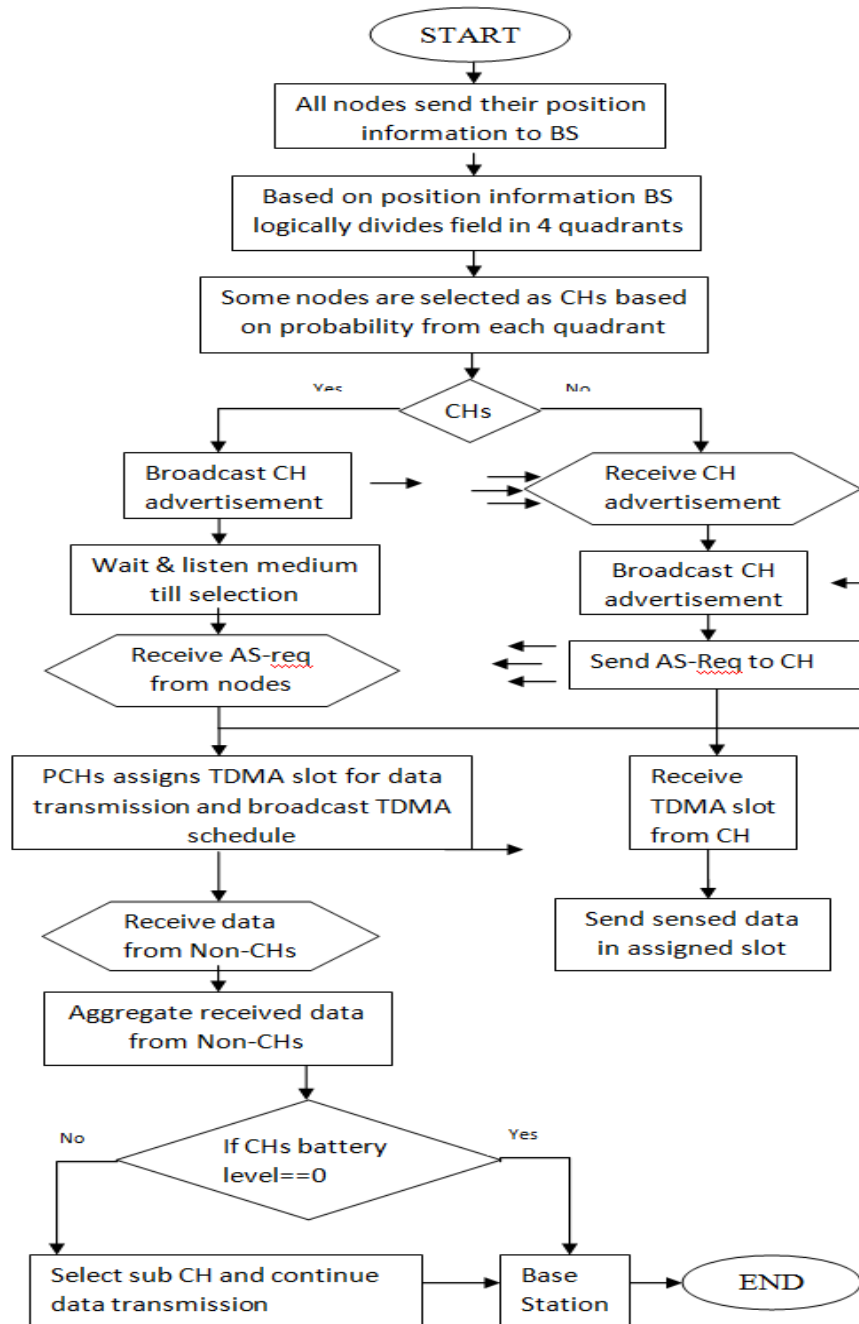 START
All nodes send their position
information to BS
Based on position information BS
logically divides field in 4 quadrants
Some nodes are selected as CHs based
on probability from each quadrant
Yes
No
CHs
Broadcast CH
advertisement
Receive CH
advertisement
Wait & listen medium
till selection
Broadcast CH
advertisement
Receive AS-req
from nodes
Send AS-Req to CH
PCHs assigns TDMA slot for data
transmission and broadcast TDMA
schedule
Receive
TDMA slot
from CH
Receive data
from Non-CHs
Send sensed data
in assigned slot
Aggregate received data
from Non-CHs
No
Yes
If CHs battery
level==0
Select sub CH and continue
data transmission
Base
Station
END